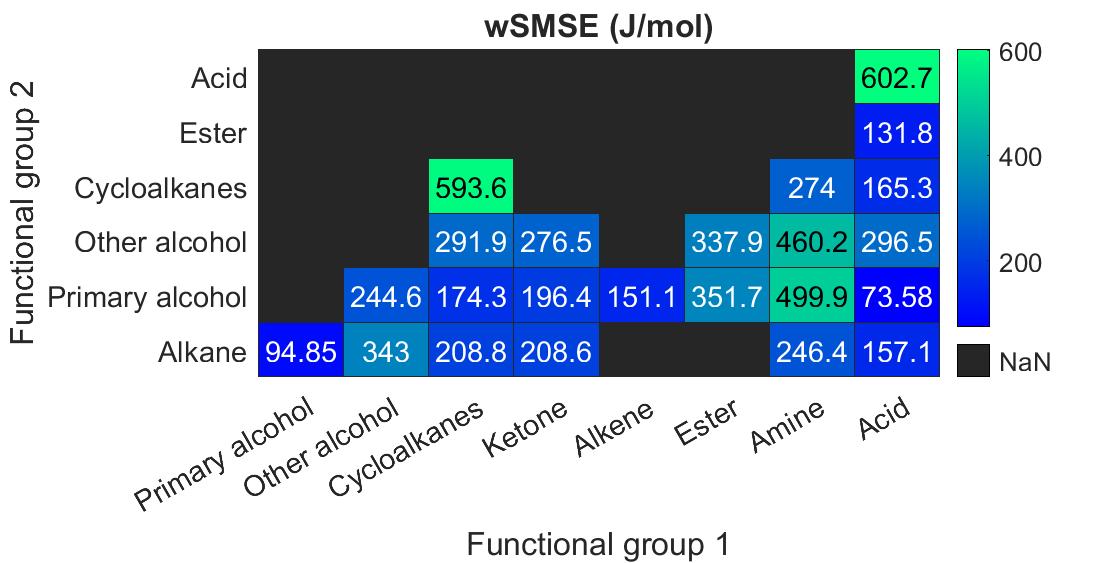 wSMSE (J/mol)
Functional group 2
Acid 602.7
Ester 131.8
Cycloalkanes 593.6 274 165.3
Other alcohol 291.9 276.5 337.9 460.2 296.5
Primary alcohol 244.6 174.3 196.4 151.1 351.7 499.9 73.58
Alkane 94.85 343 208.8 208.6 246.4 157.1
Primary alcohol
Other alcohol
Cycloalkanes
Ketone
Alkene
Ester
Amine
Acid
Functional group 1
600
400
200
NaN